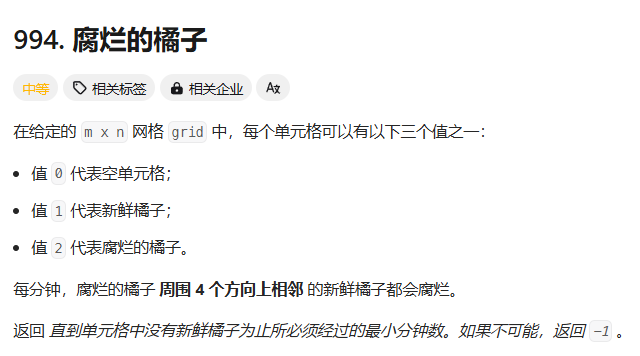 994. 腐烂的橘子
中等 相关标签 相关企业 Aあ
在给定的 m x n 网格 grid 中，每个单元格可以有以下三个值之一：
值 0 代表空单元格；
值 1 代表新鲜橘子；
值 2 代表腐烂的橘子。
每分钟，腐烂的橘子 周围 4 个方向上相邻 的新鲜橘子都会腐烂。
返回 直到单元格中没有新鲜橘子为止所必须经过的最小分钟数。如果不可能，返回 -1 。